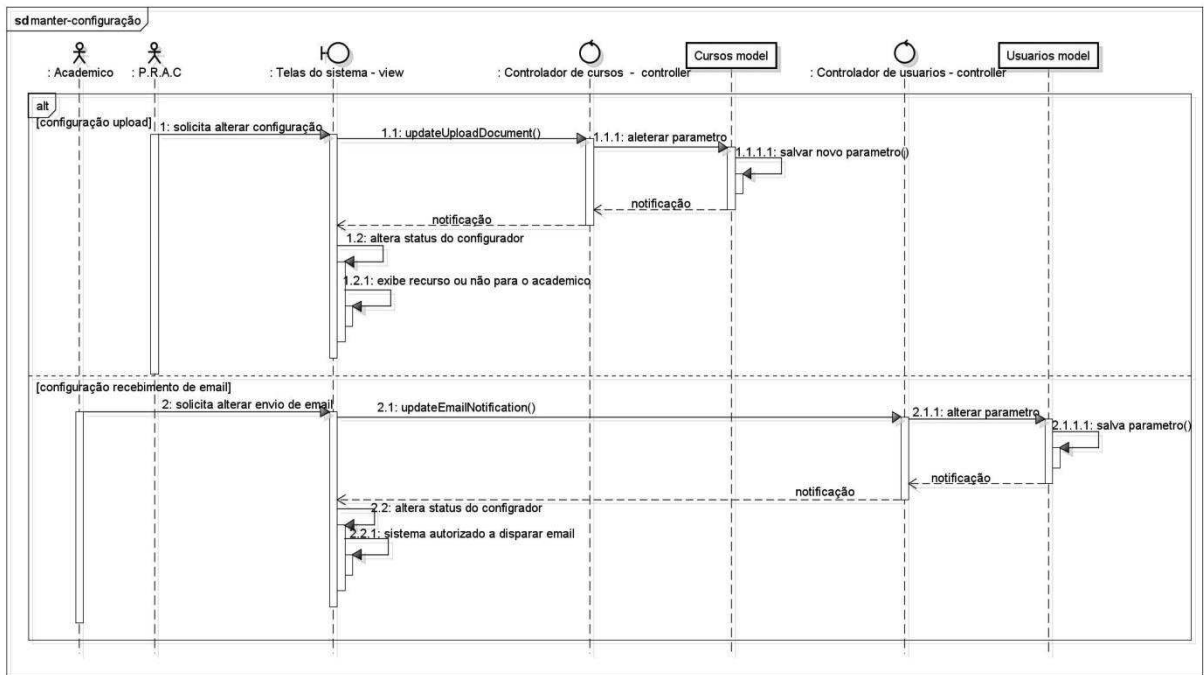 sd manter-configuração
: Academico
: P.R.A.C
: Telas do sistema - view
: Controlador de cursos - controller
Cursos model
: Controlador de usuarios - controller
Usuarios model
alt
[configuração upload]
1: solicita alterar configuração
1.1: updateUploadDocument()
1.1.1: aleterar parametro
1.1.1.1: salvar novo parametro()
notificação
notificação
1.2: altera status do configurador
1.2.1: exibe recurso ou não para o academico
[configuração recebimento de email]
2: solicita alterar envio de email
2.1: updateEmailNotification()
2.1.1: alterar parametro
2.1.1.1: salva parametro()
notificação
notificação
2.2: altera status do configrador
2.2.1: sistema autorizado a disparar email